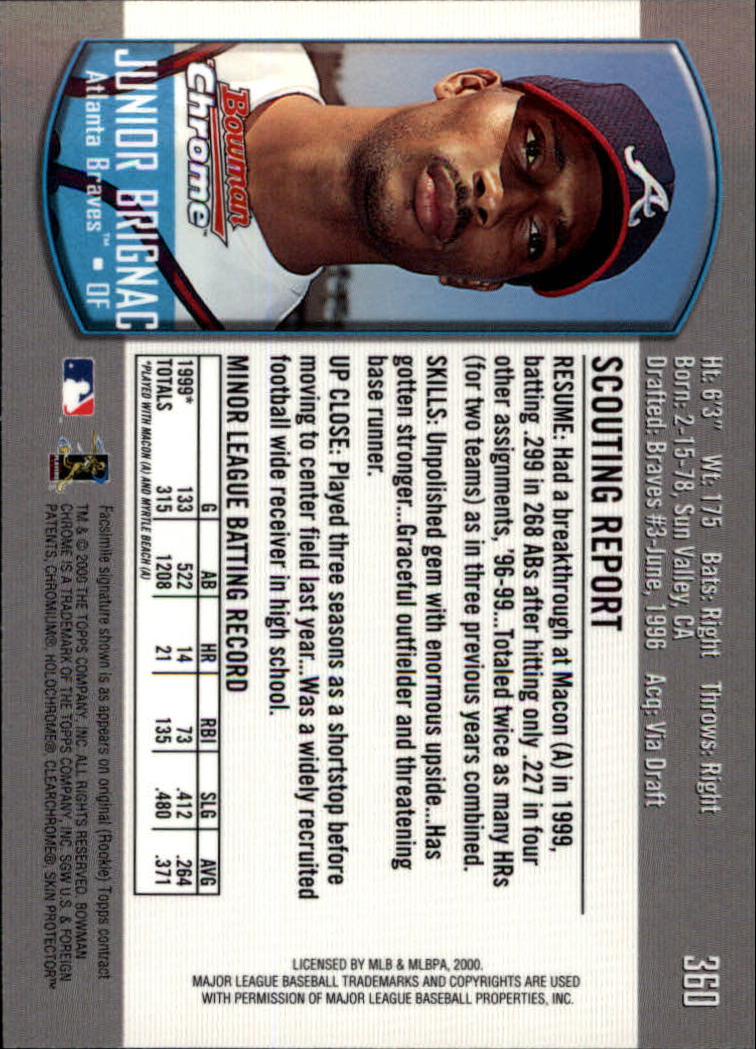 Ht: 6'3" Wt: 175 Bats: Right Throws: Right
Born: 2-15-78, Sun Valley, CA
Drafted: Braves #3-June, 1996 Acq: Via Draft
360
A
Bowman
Chrome™
JUNIOR BRIGNAC
Atlanta Braves™ ▪ OF
SCOUTING REPORT
RESUME: Had a breakthrough at Macon (A) in 1999,
batting .299 in 268 ABs after hitting only .227 in four
other assignments, '96-99...Totaled twice as many HRs
(for two teams) as in three previous years combined.
SKILLS: Unpolished gem with enormous upside...Has
gotten stronger...Graceful outfielder and threatening
base runner.
UP CLOSE: Played three seasons as a shortstop before
moving to center field last year...Was a widely recruited
football wide receiver in high school.
MINOR LEAGUE BATTING RECORD
G AB HR RBI SLG AVG
1999* 133 522 14 73 .412 .264
TOTALS 315 1208 21 135 .480 .371
*PLAYED WITH MACON (A) AND MYRTLE BEACH (A)
Facsimile signature shown is as appears on original (Rookie) Topps contract
TM & © 2000 THE TOPPS COMPANY, INC. ALL RIGHTS RESERVED. BOWMAN
CHROME IS A TRADEMARK OF THE TOPPS COMPANY, INC. SGW U.S. & FOREIGN
PATENTS; CHROMIUM®, HOLOCHROME®, CLEARCHROME®, SKIN PROTECTOR™
LICENSED BY MLB & MLBPA, 2000.
MAJOR LEAGUE BASEBALL TRADEMARKS AND COPYRIGHTS ARE USED
WITH PERMISSION OF MAJOR LEAGUE BASEBALL PROPERTIES, INC.